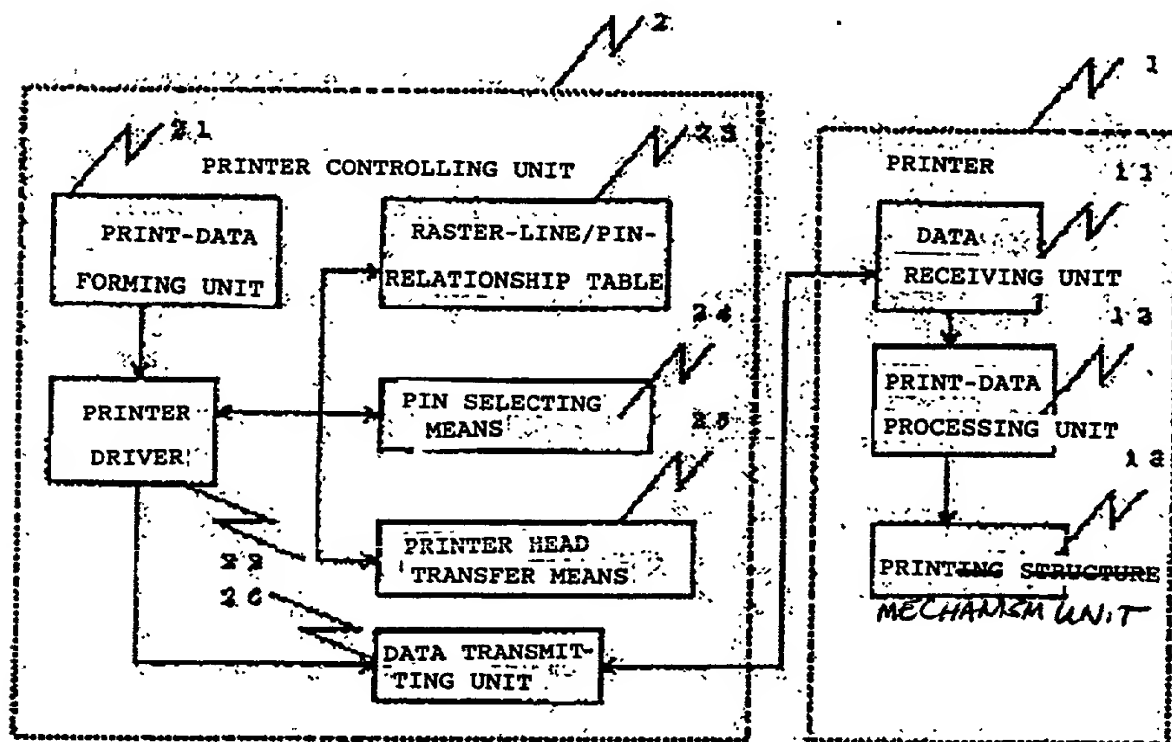 2
1
21
23
PRINTER CONTROLLING UNIT
PRINTER
11
PRINT-DATA
FORMING UNIT
RASTER-LINE/PIN-
RELATIONSHIP TABLE
DATA
RECEIVING UNIT
24
PRINTER
DRIVER
PIN SELECTING
MEANS
25
PRINT-DATA
PROCESSING UNIT
PRINTER HEAD
TRANSFER MEANS
22
26
PRINTING STRUCTURE
MECHANISM UNIT
DATA TRANSMIT-
TING UNIT